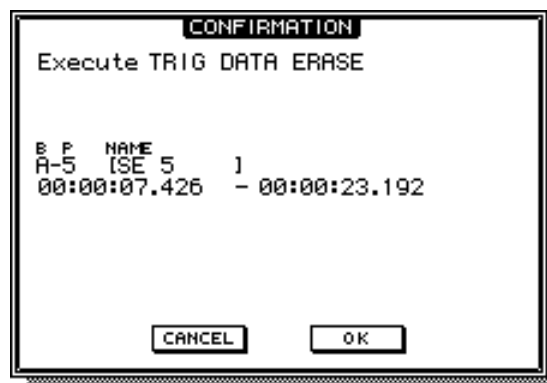 CONFIRMATION
Execute TRIG DATA ERASE
B P NAME
A-5 [SE 5 ]
00:00:07.426 - 00:00:23.192
CANCEL OK